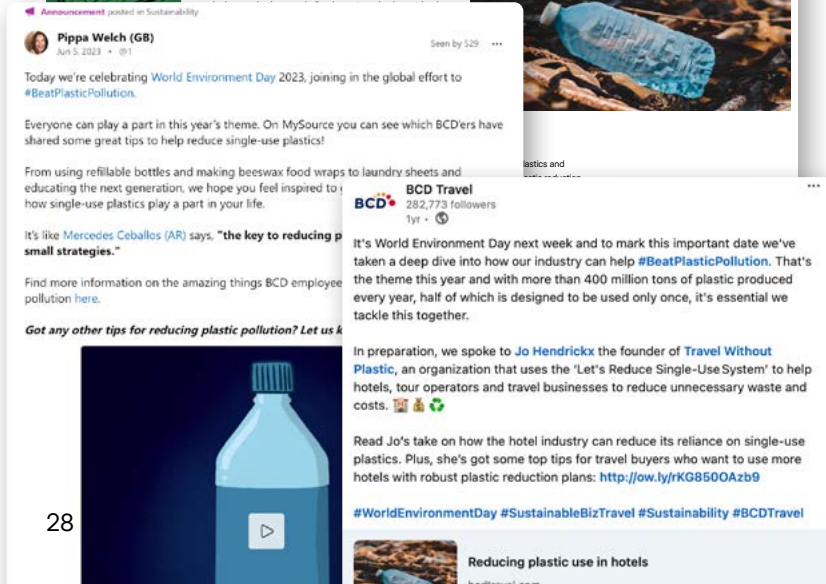 Announcement posted in Sustainability
Pippa Welch (GB)
Jun 5, 2023 • @1
Seen by 529 •••
Today we're celebrating World Environment Day 2023, joining in the global effort to
#BeatPlasticPollution.
Everyone can play a part in this year's theme. On MySource you can see which BCD'ers have
shared some great tips to help reduce single-use plastics!
From using refillable bottles and making beeswax food wraps to laundry sheets and
educating the next generation, we hope you feel inspired to
how single-use plastics play a part in your life.
It's like Mercedes Ceballos (AR) says, "the key to reducing p
small strategies."
Find more information on the amazing things BCD employee
pollution here.
Got any other tips for reducing plastic pollution? Let us k
28
lastics and
BCD
BCD Travel
282,773 followers
1yr •
•••
It's World Environment Day next week and to mark this important date we've
taken a deep dive into how our industry can help #BeatPlasticPollution. That's
the theme this year and with more than 400 million tons of plastic produced
every year, half of which is designed to be used only once, it's essential we
tackle this together.
In preparation, we spoke to Jo Hendrickx the founder of Travel Without
Plastic, an organization that uses the 'Let's Reduce Single-Use System' to help
hotels, tour operators and travel businesses to reduce unnecessary waste and
costs. 🏨 💰 ♻️
Read Jo's take on how the hotel industry can reduce its reliance on single-use
plastics. Plus, she's got some top tips for travel buyers who want to use more
hotels with robust plastic reduction plans: http://ow.ly/rKG850OAzb9
#WorldEnvironmentDay #SustainableBizTravel #Sustainability #BCDTravel
Reducing plastic use in hotels